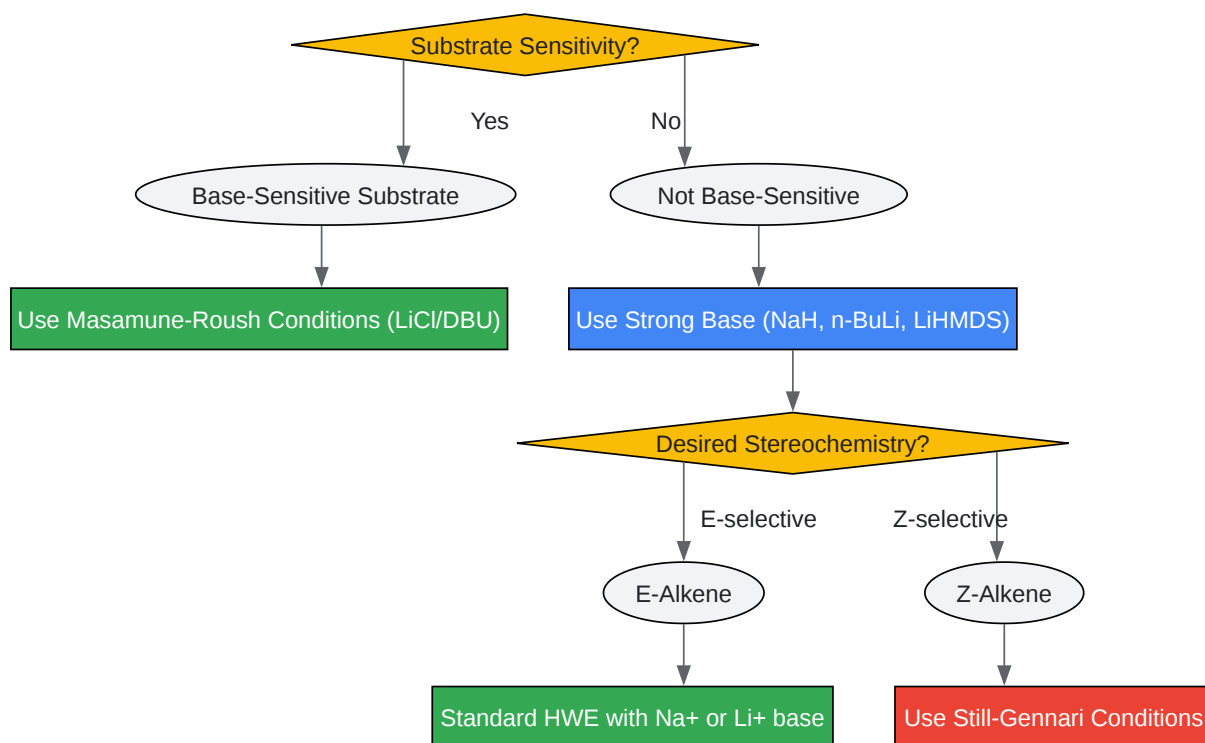 Substrate Sensitivity?
Yes
No
Base-Sensitive Substrate
Not Base-Sensitive
Use Masamune-Roush Conditions (LiCl/DBU)
Use Strong Base (NaH, n-BuLi, LiHMDS)
Desired Stereochemistry?
E-selective
Z-selective
E-Alkene
Z-Alkene
Standard HWE with Na+ or Li+ base
Use Still-Gennari Conditions